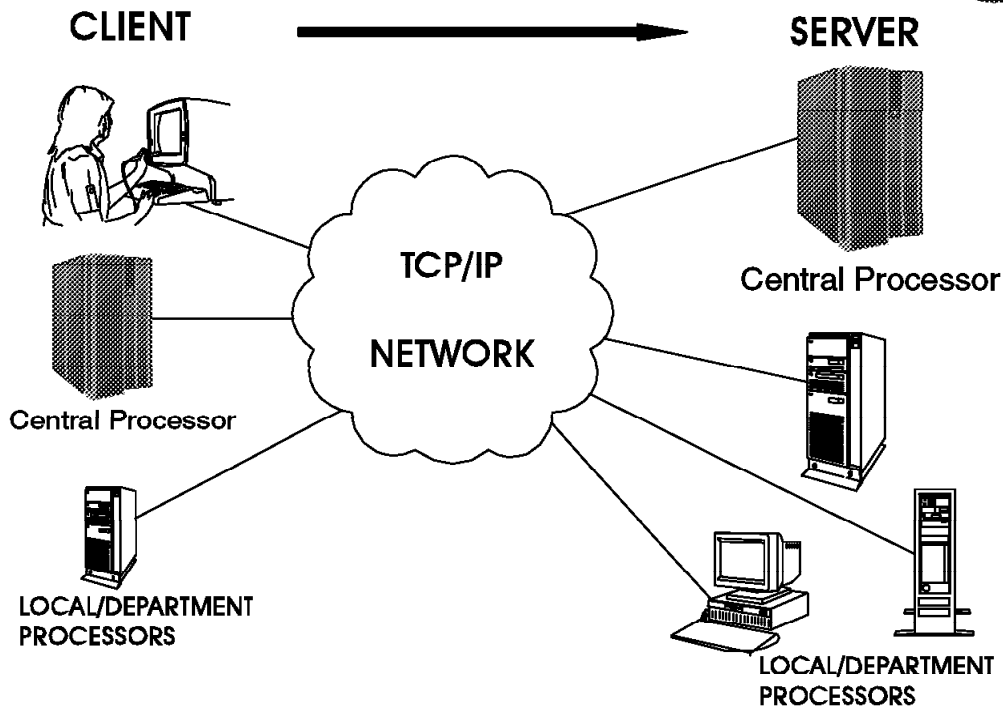 CLIENT
SERVER
TCP/IP
NETWORK
Central Processor
Central Processor
LOCAL/DEPARTMENT
PROCESSORS
LOCAL/DEPARTMENT
PROCESSORS